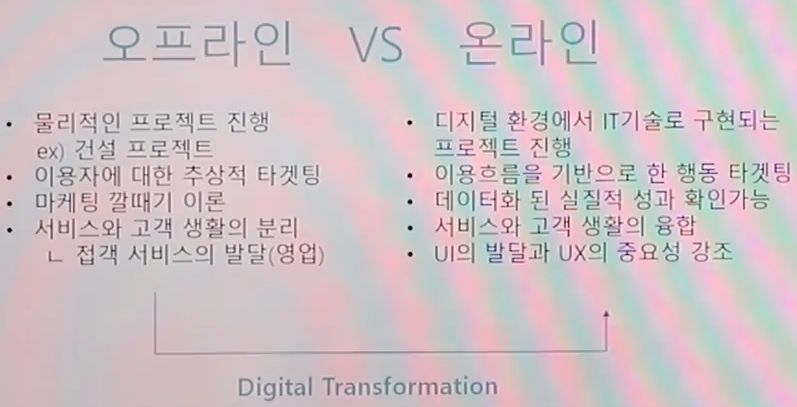 오프라인 VS 온라인
• 물리적인 프로젝트 진행
ex) 건설 프로젝트
• 이용자에 대한 추상적 타겟팅
• 마케팅 깔때기 이론
• 서비스와 고객 생활의 분리
ㄴ 접객 서비스의 발달(영업)
• 디지털 환경에서 IT기술로 구현되는
프로젝트 진행
• 이용흐름을 기반으로 한 행동 타겟팅
• 데이터화 된 실질적 성과 확인가능
• 서비스와 고객 생활의 융합
• UI의 발달과 UX의 중요성 강조
Digital Transformation